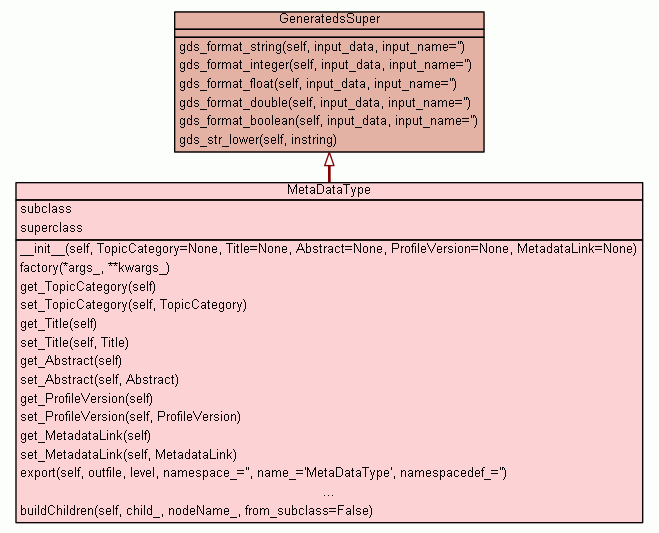 GeneratedsSuper
gds_format_string(self, input_data, input_name='')
gds_format_integer(self, input_data, input_name='')
gds_format_float(self, input_data, input_name='')
gds_format_double(self, input_data, input_name='')
gds_format_boolean(self, input_data, input_name='')
gds_str_lower(self, instring)
MetaDataType
subclass
superclass
__init__(self, TopicCategory=None, Title=None, Abstract=None, ProfileVersion=None, MetadataLink=None)
factory(*args_, **kwargs_)
get_TopicCategory(self)
set_TopicCategory(self, TopicCategory)
get_Title(self)
set_Title(self, Title)
get_Abstract(self)
set_Abstract(self, Abstract)
get_ProfileVersion(self)
set_ProfileVersion(self, ProfileVersion)
get_MetadataLink(self)
set_MetadataLink(self, MetadataLink)
export(self, outfile, level, namespace_='', name_='MetaDataType', namespacedef_='')
...
buildChildren(self, child_, nodeName_, from_subclass=False)